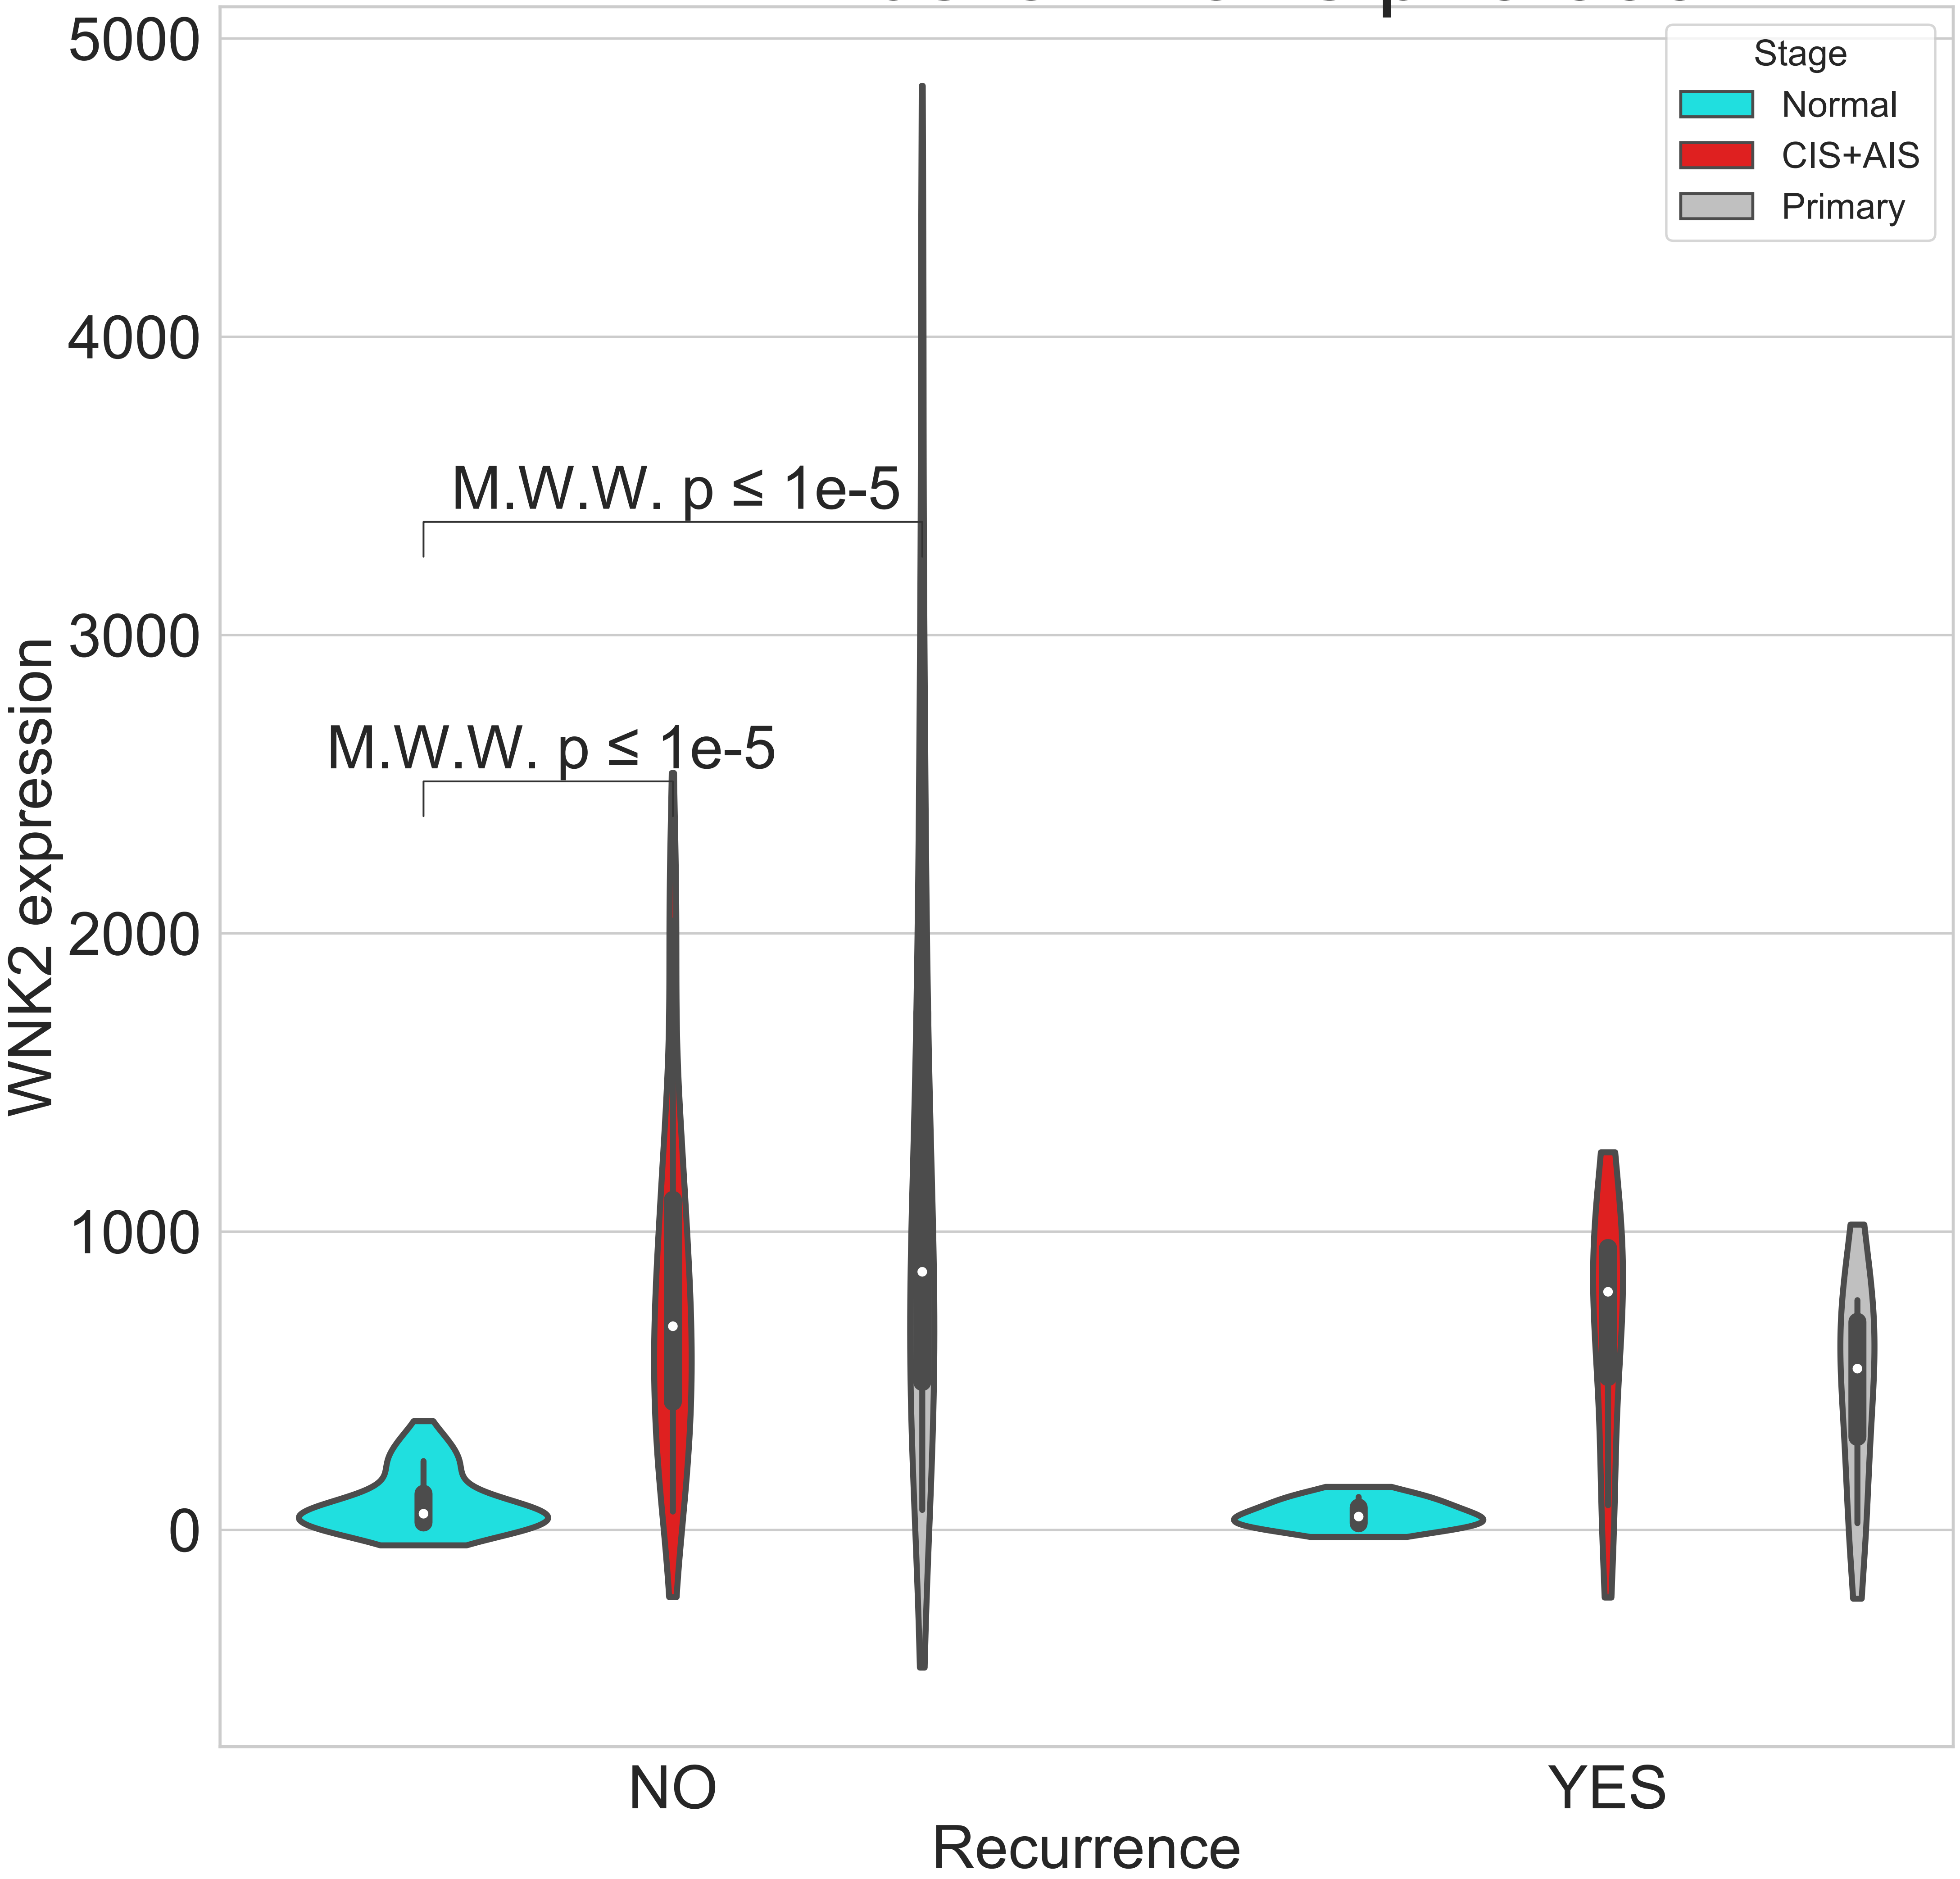 5000
4000
3000
2000
1000
0
WNK2 expression
Stage
Normal
CIS+AIS
Primary
M.W.W. p ≤ 1e-5
M.W.W. p ≤ 1e-5
NO
YES
Recurrence